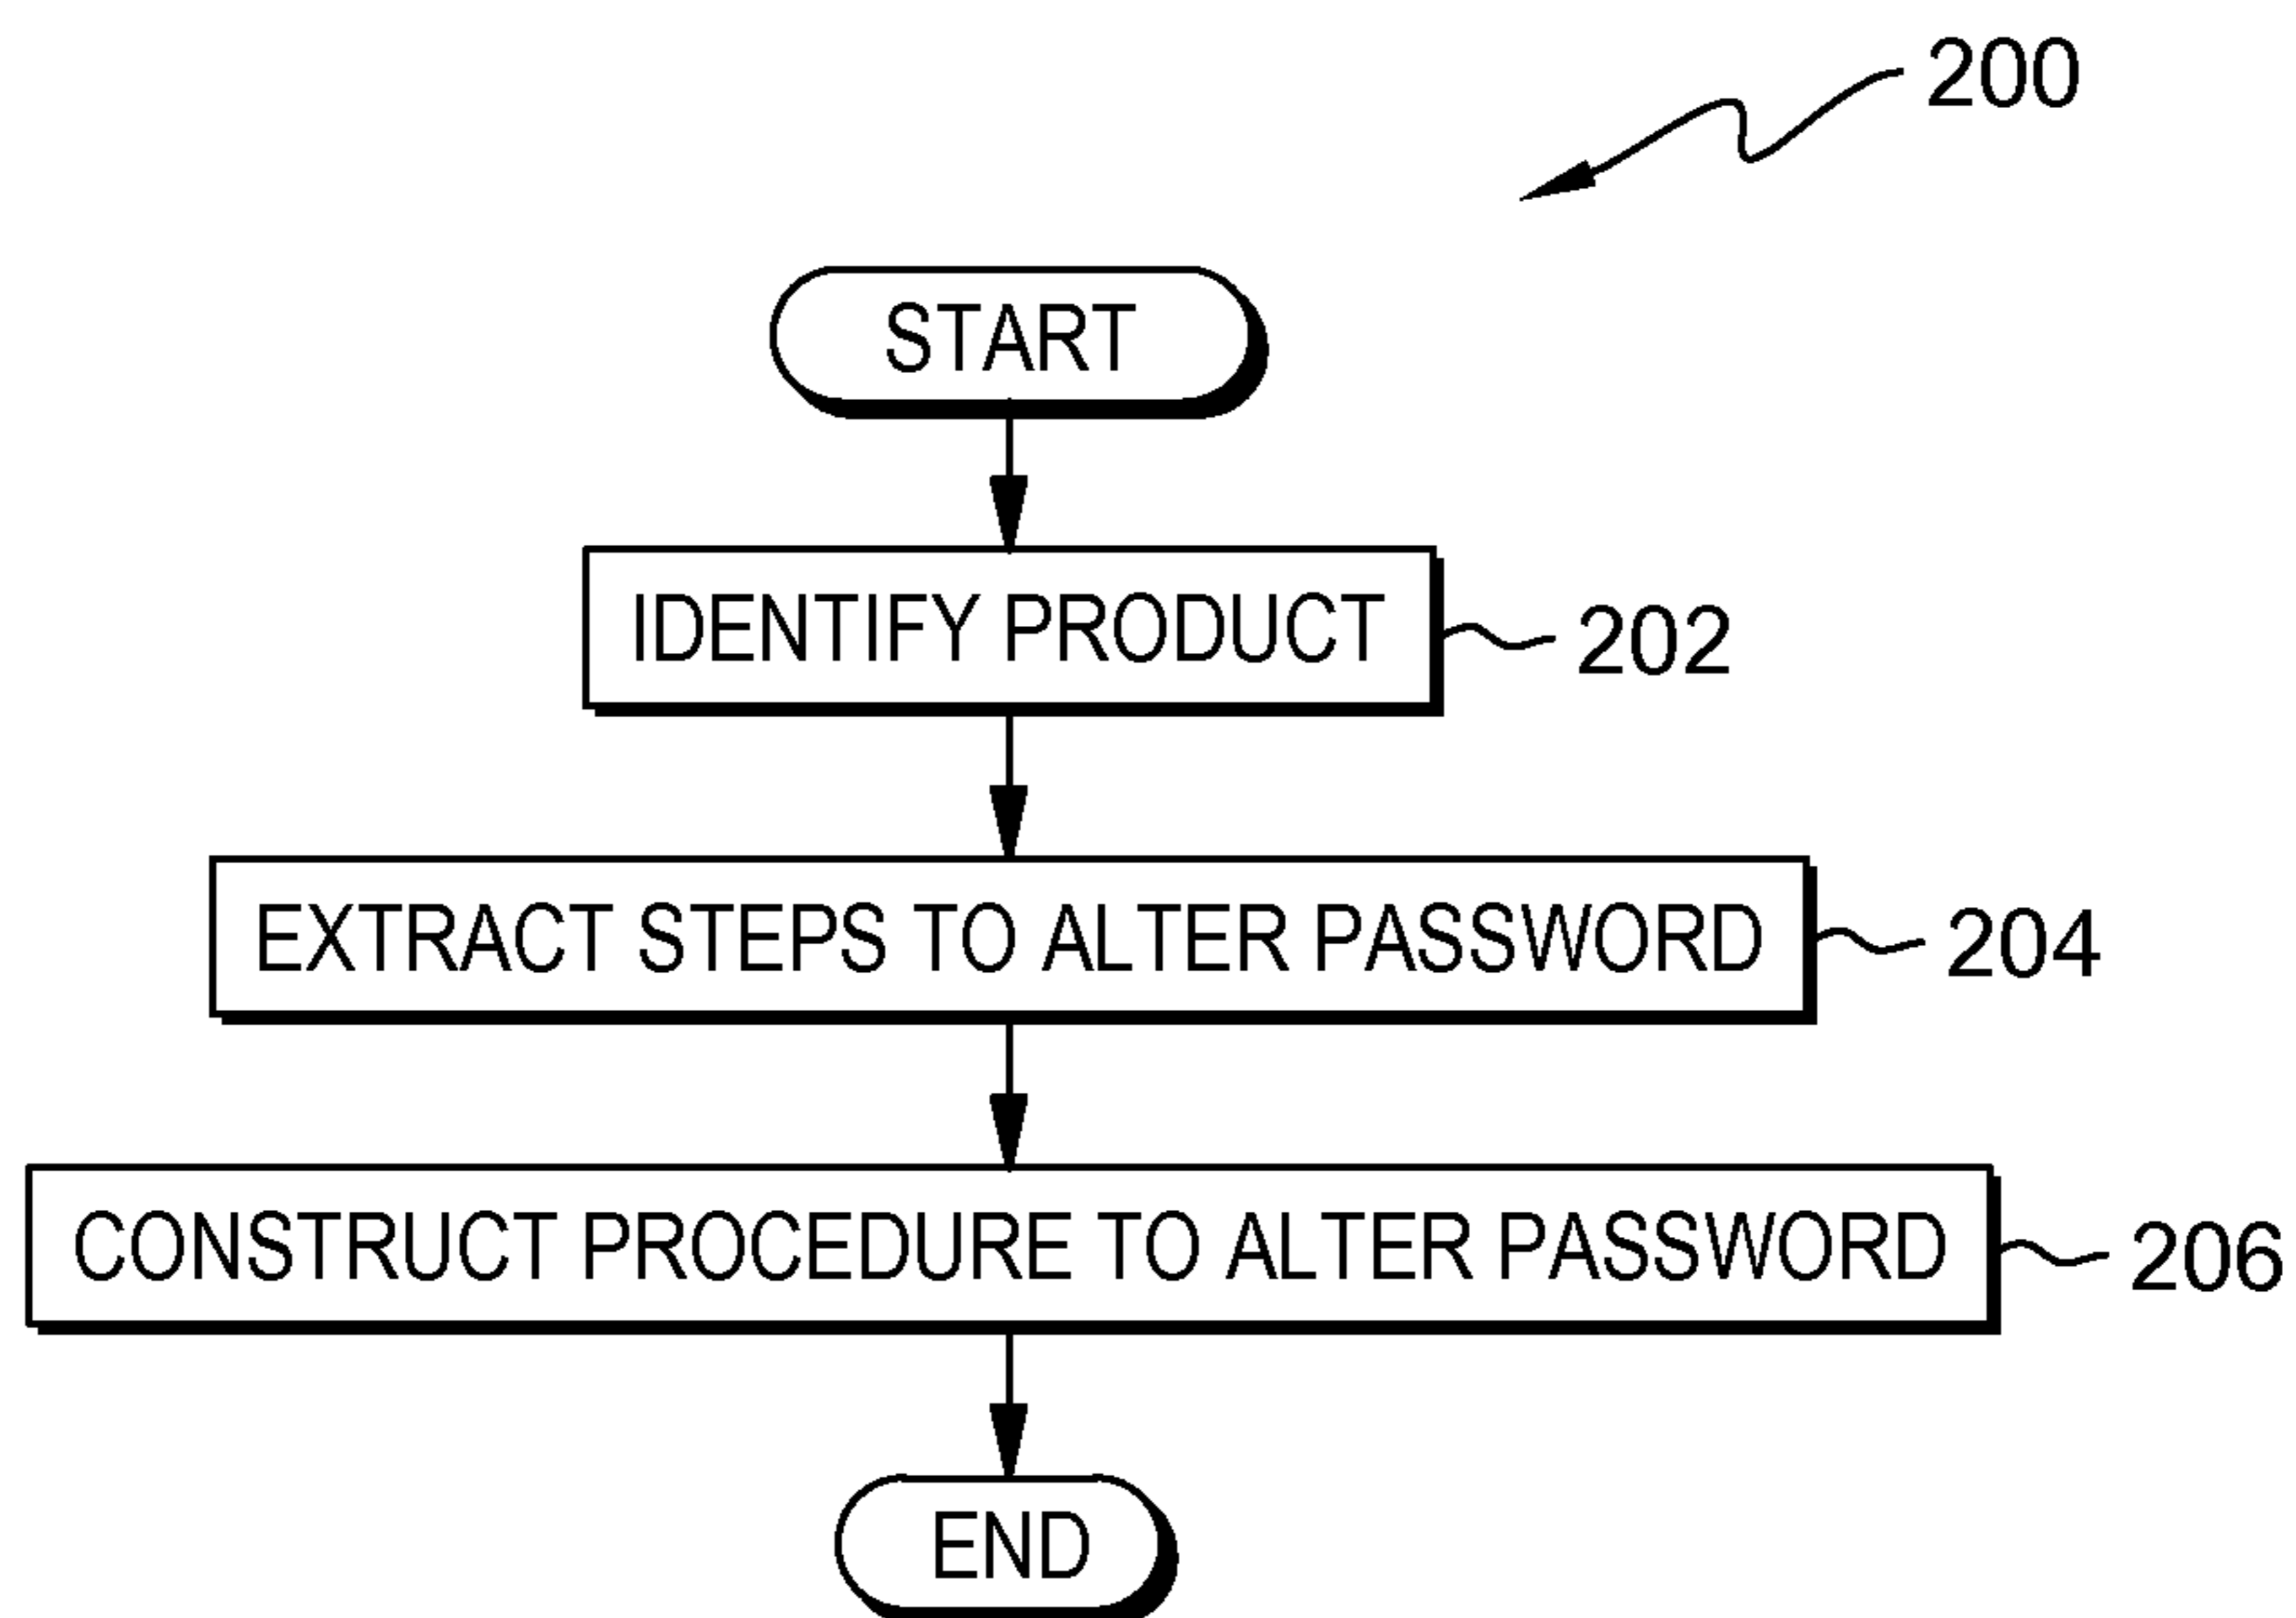 200
START
IDENTIFY PRODUCT
202
EXTRACT STEPS TO ALTER PASSWORD
204
CONSTRUCT PROCEDURE TO ALTER PASSWORD
206
END